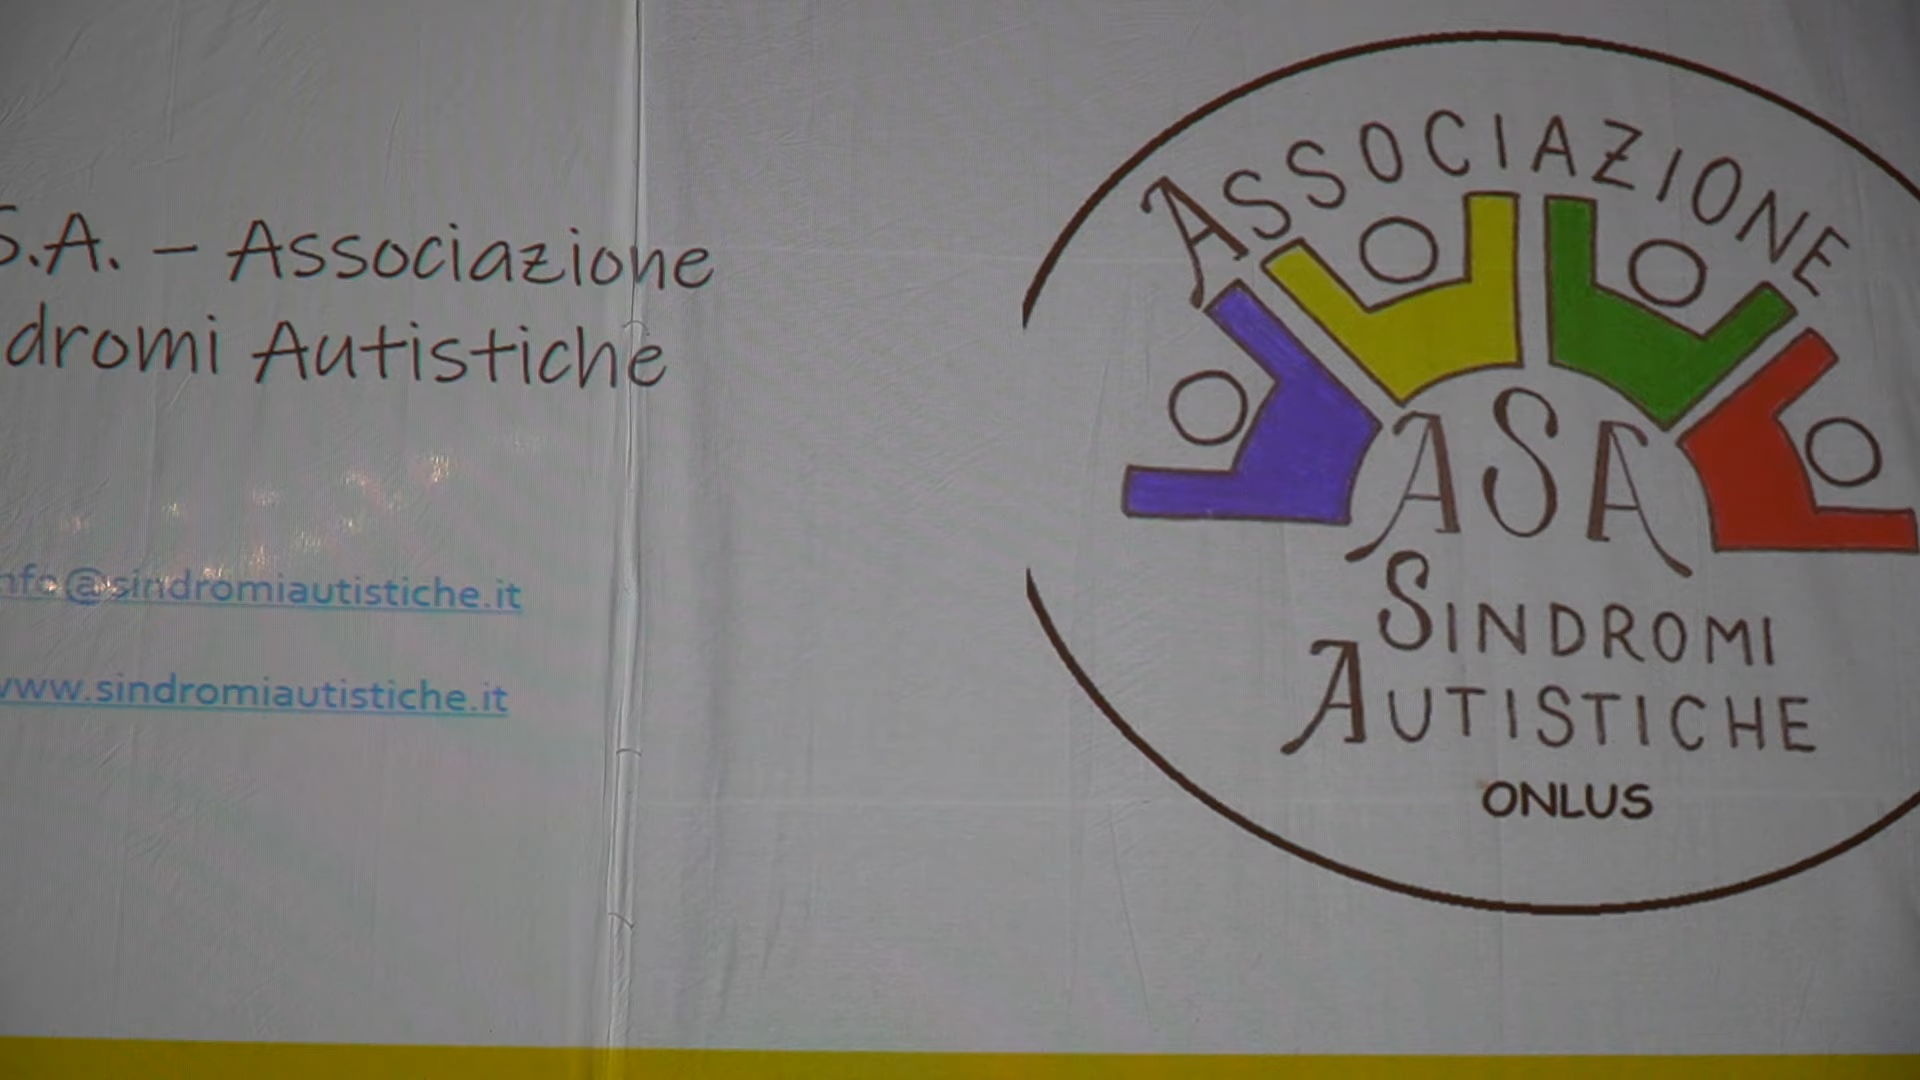 S.A. – Associazione
dromi Autistiche
nfo@sindromiautistiche.it
www.sindromiautistiche.it
ASSOCIAZIONE
ASA
SINDROMI
AUTISTICHE
ONLUS